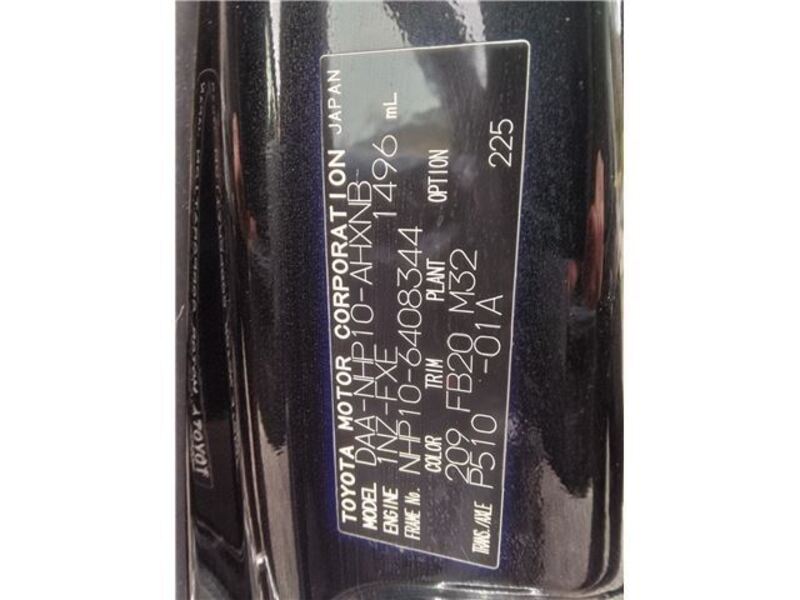 TOYOTA MOTOR CORPORATION JAPAN
MODEL DAA-NHP10-AHXNB
ENGINE 1NZ-FXE 1496 mL
FRAME No. NHP10-6408344
COLOR TRIM PLANT OPTION
209 FB20 M32
TRANS./AXLE P510 -01A 225